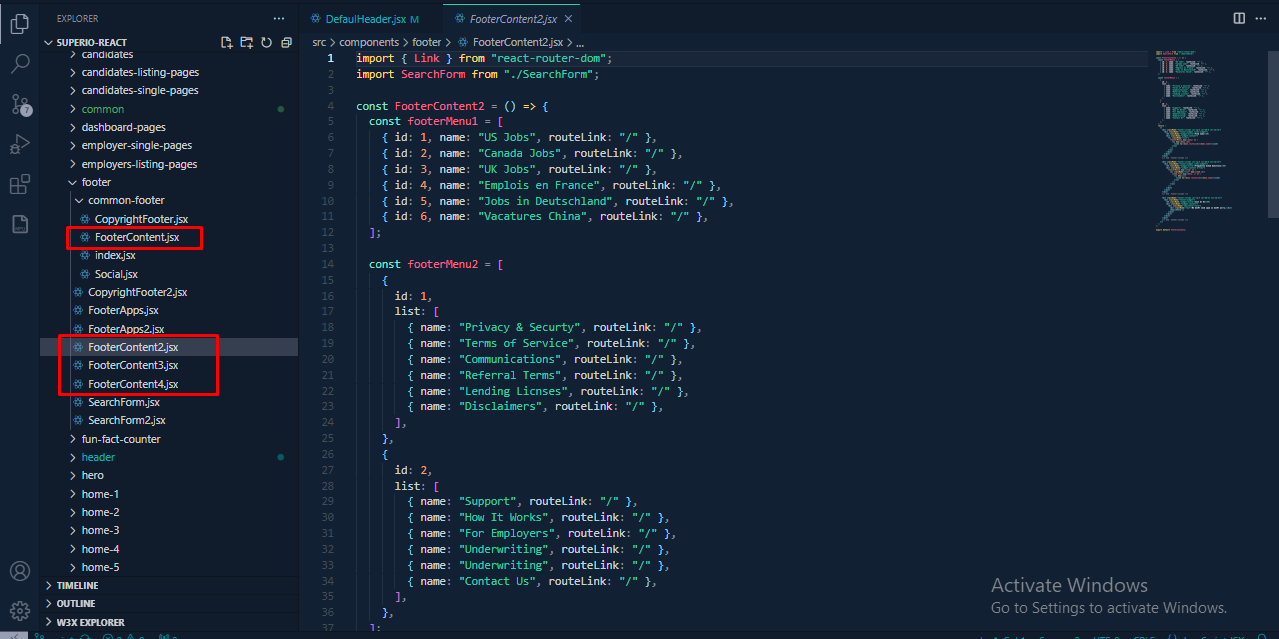 EXPLORER
SUPERIO-REACT
candidates
candidates-listing-pages
candidates-single-pages
common
dashboard-pages
employer-single-pages
employers-listing-pages
footer
common-footer
CopyrightFooter.jsx
FooterContent.jsx
index.jsx
Social.jsx
CopyrightFooter2.jsx
FooterApps.jsx
FooterApps2.jsx
FooterContent2.jsx
FooterContent3.jsx
FooterContent4.jsx
SearchForm.jsx
SearchForm2.jsx
fun-fact-counter
header
hero
home-1
home-2
home-3
home-4
home-5
TIMELINE
OUTLINE
W3X EXPLORER
7
DefaulHeader.jsx M
FooterContent2.jsx
src > components > footer > FooterContent2.jsx > ...
1 import { Link } from "react-router-dom";
2 import SearchForm from "./SearchForm";
3
4 const FooterContent2 = () => {
5 const footerMenu1 = [
6 { id: 1, name: "US Jobs", routeLink: "/" },
7 { id: 2, name: "Canada Jobs", routeLink: "/" },
8 { id: 3, name: "UK Jobs", routeLink: "/" },
9 { id: 4, name: "Emplois en France", routeLink: "/" },
10 { id: 5, name: "Jobs in Deutschland", routeLink: "/" },
11 { id: 6, name: "Vacatures China", routeLink: "/" },
12 ];
13
14 const footerMenu2 = [
15 {
16 id: 1,
17 list: [
18 { name: "Privacy & Securty", routeLink: "/" },
19 { name: "Terms of Service", routeLink: "/" },
20 { name: "Communications", routeLink: "/" },
21 { name: "Referral Terms", routeLink: "/" },
22 { name: "Lending Licnses", routeLink: "/" },
23 { name: "Disclaimers", routeLink: "/" },
24 ],
25 },
26 {
27 id: 2,
28 list: [
29 { name: "Support", routeLink: "/" },
30 { name: "How It Works", routeLink: "/" },
31 { name: "For Employers", routeLink: "/" },
32 { name: "Underwriting", routeLink: "/" },
33 { name: "Underwriting", routeLink: "/" },
34 { name: "Contact Us", routeLink: "/" },
35 ],
36 },
37 ];
Activate Windows
Go to Settings to activate Windows.